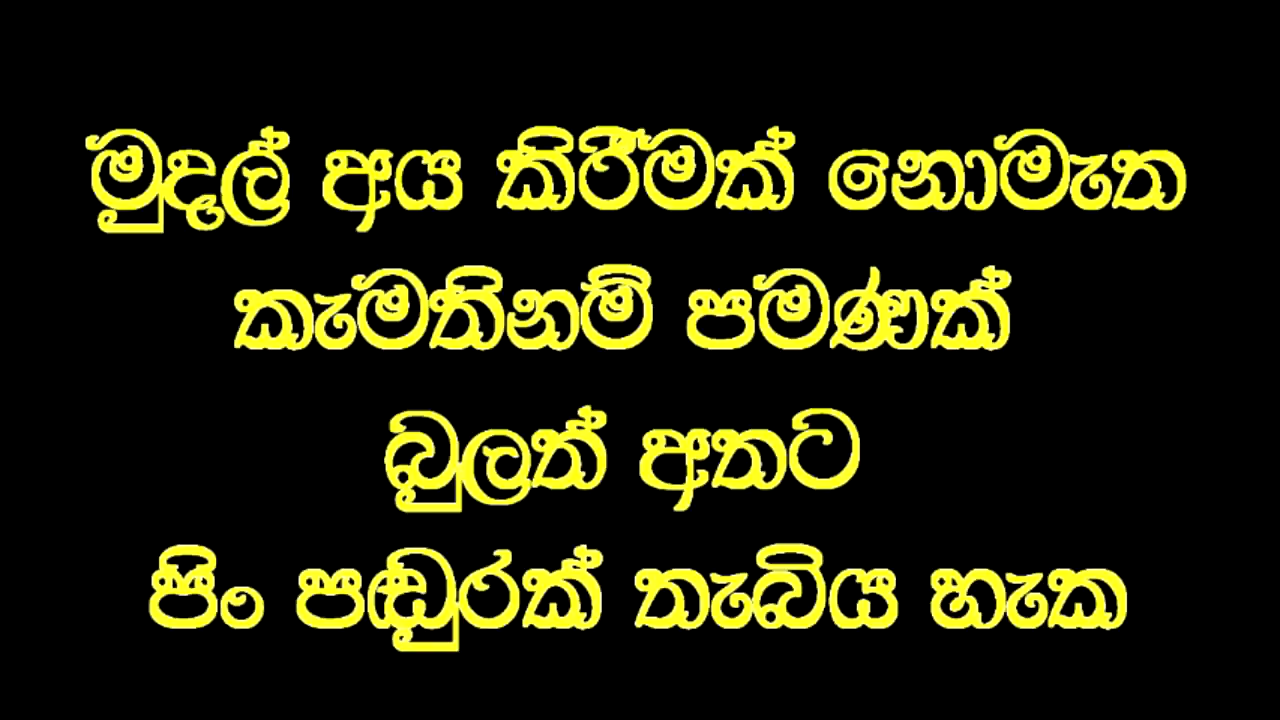 මුදල් අය කිරීමක් නොමැත
කැමතිනම් පමණක්
බුලත් අතට
පිං පඬුරක් තැබිය හැක